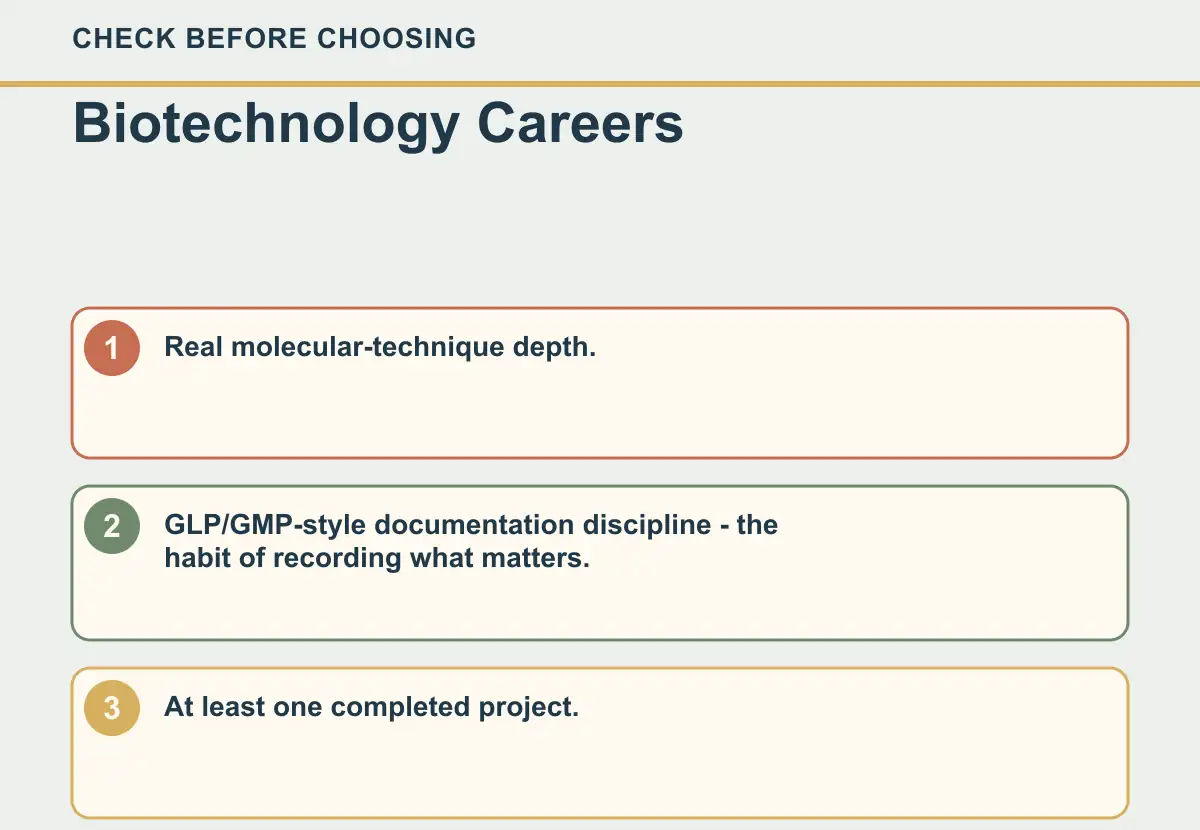 CHECK BEFORE CHOOSING
Biotechnology Careers
1
Real molecular-technique depth.
2
GLP/GMP-style documentation discipline - the
habit of recording what matters.
3
At least one completed project.